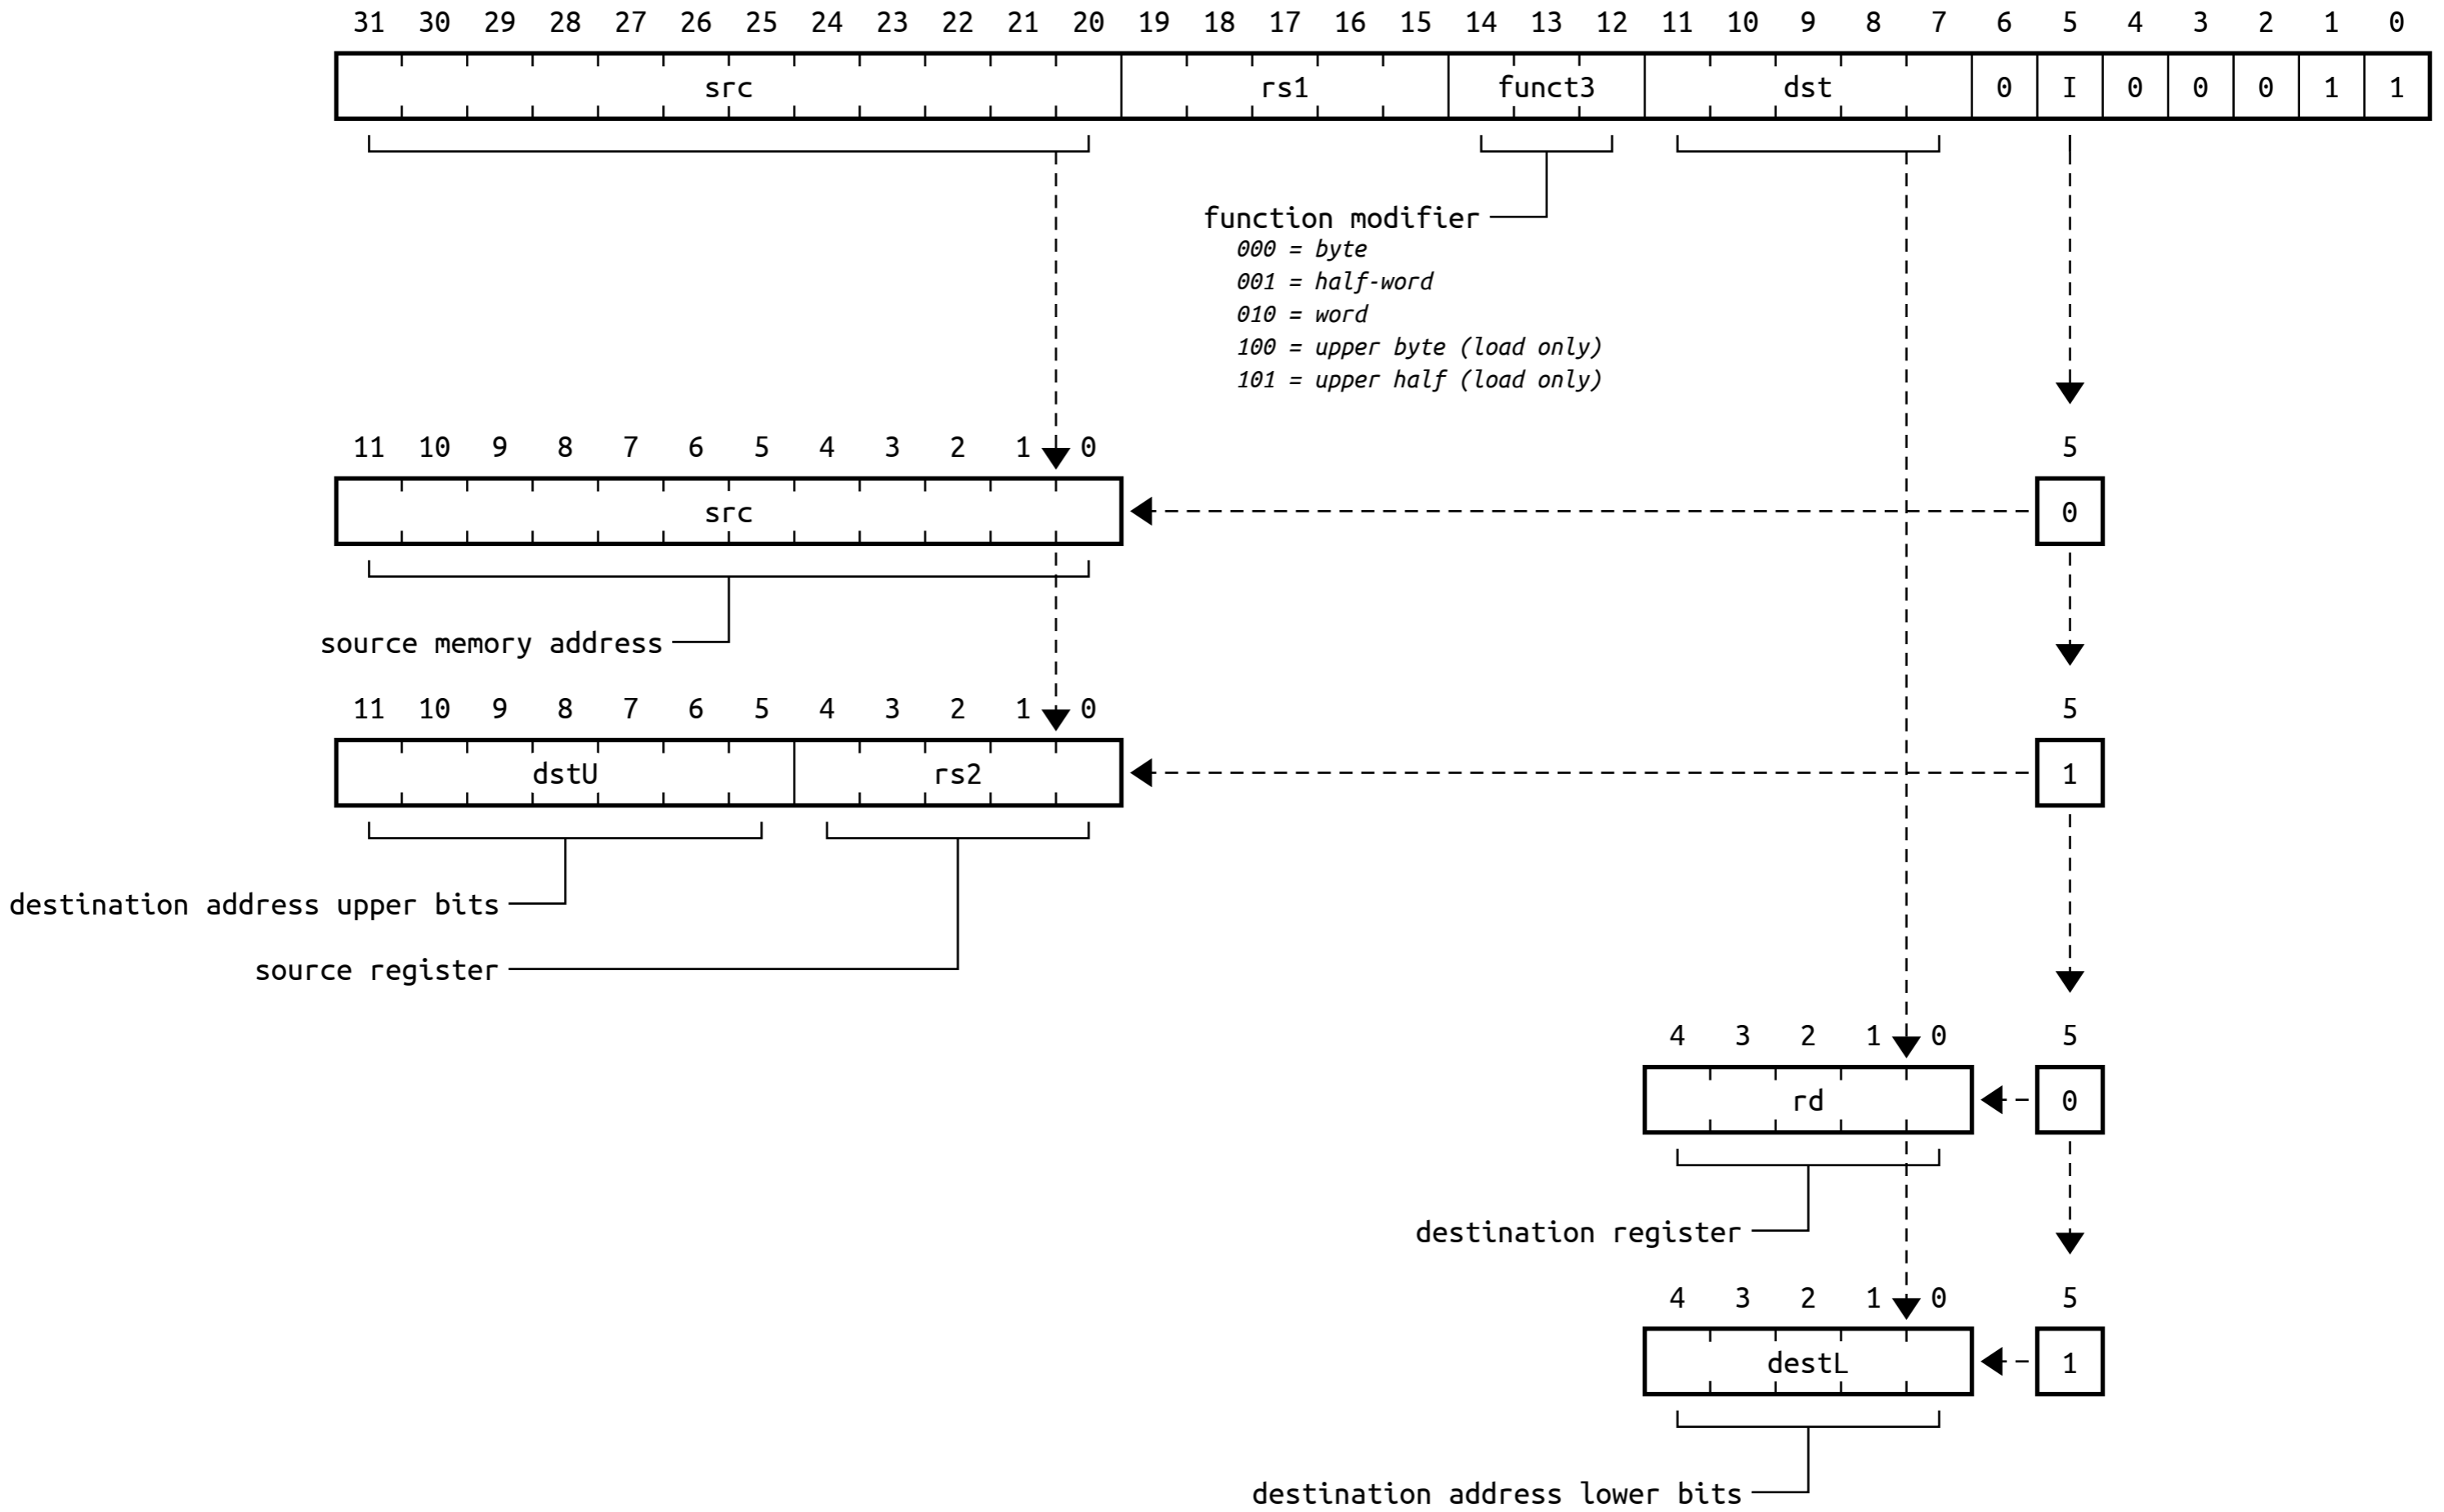 31 30 29 28 27 26 25 24 23 22 21 20 19 18 17 16 15 14 13 12 11 10 9 8 7 6 5 4 3 2 1 0
src rs1 funct3 dst 0 I 0 0 0 1 1
function modifier
000 = byte
001 = half-word
010 = word
100 = upper byte (load only)
101 = upper half (load only)
11 10 9 8 7 6 5 4 3 2 1 0 5
src 0
source memory address
11 10 9 8 7 6 5 4 3 2 1 0 5
dstU rs2 1
destination address upper bits
source register
4 3 2 1 0 5
rd 0
destination register
4 3 2 1 0 5
destL 1
destination address lower bits